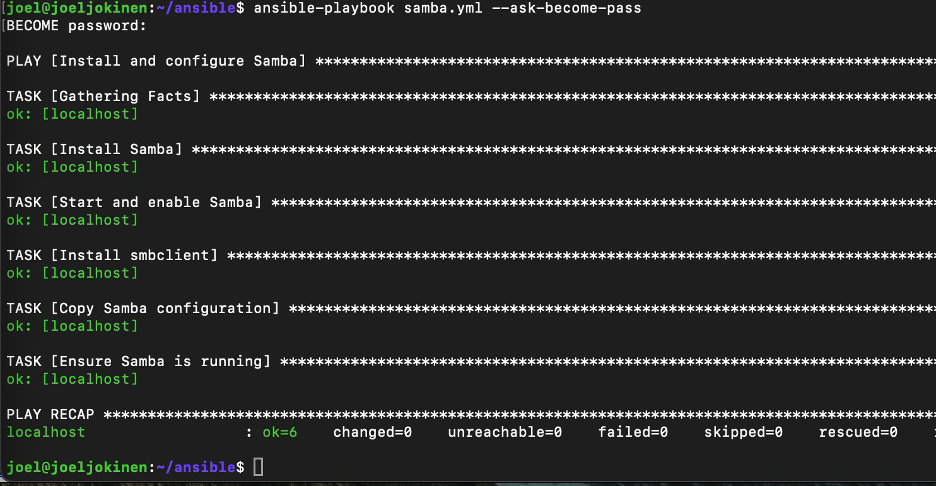 joel@joeljokinen:~/ansible$ ansible-playbook samba.yml --ask-become-pass
BECOME password:
PLAY [Install and configure Samba] **********************************************************************
TASK [Gathering Facts] **********************************************************************************
ok: [localhost]
TASK [Install Samba] ************************************************************************************
ok: [localhost]
TASK [Start and enable Samba] ***************************************************************************
ok: [localhost]
TASK [Install smbclient] ********************************************************************************
ok: [localhost]
TASK [Copy Samba configuration] *************************************************************************
ok: [localhost]
TASK [Ensure Samba is running] **************************************************************************
ok: [localhost]
PLAY RECAP **********************************************************************************************
localhost                  : ok=6    changed=0    unreachable=0    failed=0    skipped=0    rescued=0
joel@joeljokinen:~/ansible$